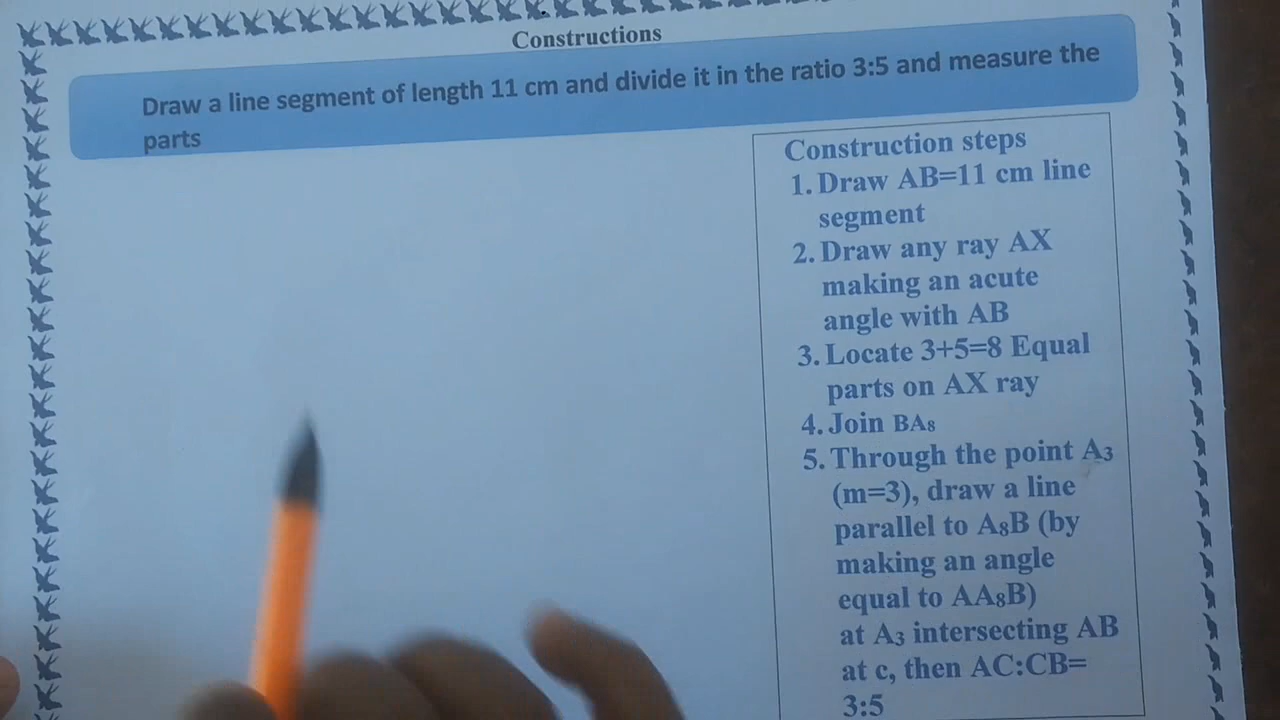 Constructions
Draw a line segment of length 11 cm and divide it in the ratio 3:5 and measure the
parts
Construction steps
1. Draw AB=11 cm line
segment
2. Draw any ray AX
making an acute
angle with AB
3. Locate 3+5=8 Equal
parts on AX ray
4. Join BA₈
5. Through the point A₃
(m=3), draw a line
parallel to A₈B (by
making an angle
equal to AA₈B)
at A₃ intersecting AB
at c, then AC:CB=
3:5